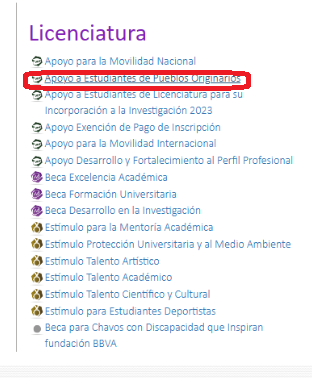 Licenciatura
Apoyo para la Movilidad Nacional
Apoyo a Estudiantes de Pueblos Originarios
Apoyo a Estudiantes de Licenciatura para su
Incorporación a la Investigación 2023
Apoyo Exención de Pago de Inscripción
Apoyo para la Movilidad Internacional
Apoyo Desarrollo y Fortalecimiento al Perfil Profesional
Beca Excelencia Académica
Beca Formación Universitaria
Beca Desarrollo en la Investigación
Estímulo para la Mentoría Académica
Estímulo Protección Universitaria y al Medio Ambiente
Estímulo Talento Artístico
Estímulo Talento Académico
Estímulo Talento Científico y Cultural
Estímulo para Estudiantes Deportistas
Beca para Chavos con Discapacidad que Inspiran
fundación BBVA